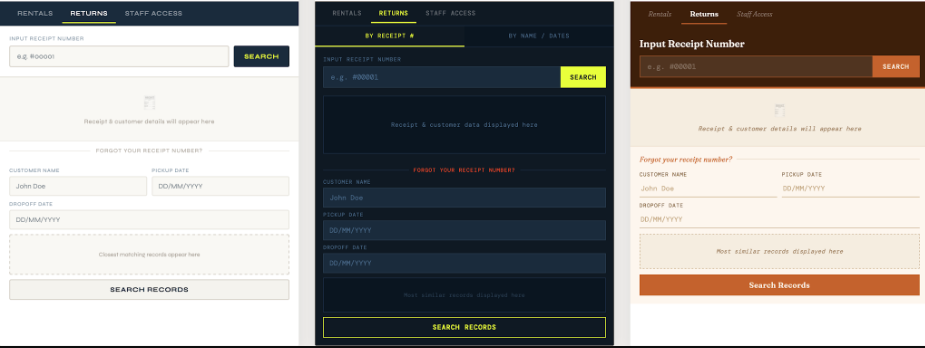 RENTALS RETURNS STAFF ACCESS
INPUT RECEIPT NUMBER
e.g. #00001 SEARCH
Receipt & customer details will appear here
FORGOT YOUR RECEIPT NUMBER?
CUSTOMER NAME PICKUP DATE
John Doe DD/MM/YYYY
DROPOFF DATE
DD/MM/YYYY
Closest matching records appear here
SEARCH RECORDS
RENTALS RETURNS STAFF ACCESS
BY RECEIPT # BY NAME / DATES
INPUT RECEIPT NUMBER
e.g. #00001 SEARCH
Receipt & customer data displayed here
FORGOT YOUR RECEIPT NUMBER?
CUSTOMER NAME
John Doe
PICKUP DATE
DD/MM/YYYY
DROPOFF DATE
DD/MM/YYYY
Most similar records displayed here
SEARCH RECORDS
Rentals Returns Staff Access
Input Receipt Number
e.g. #00001 SEARCH
Receipt & customer details will appear here
Forgot your receipt number?
CUSTOMER NAME PICKUP DATE
John Doe DD/MM/YYYY
DROPOFF DATE
DD/MM/YYYY
Most similar records displayed here
Search Records